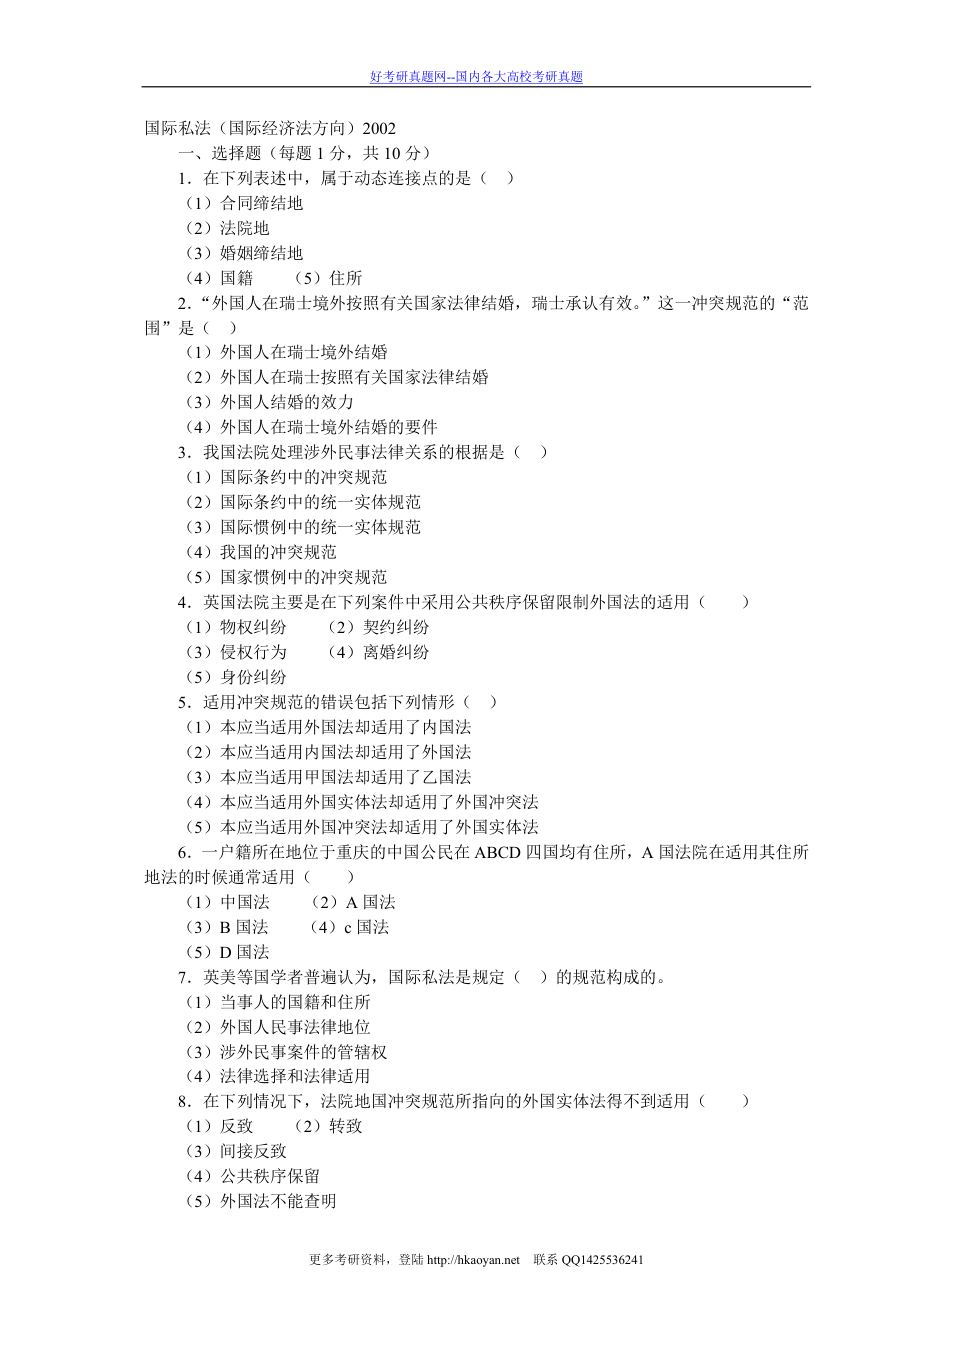 好考研真题网--国内各大高校考研真题
国际私法（国际经济法方向）2002
一、选择题（每题 1 分，共 10 分）
1．在下列表述中，属于动态连接点的是（　）
（1）合同缔结地
（2）法院地
（3）婚姻缔结地
（4）国籍　　（5）住所
2．“外国人在瑞士境外按照有关国家法律结婚，瑞士承认有效。”这一冲突规范的“范
围”是（　）
（1）外国人在瑞士境外结婚
（2）外国人在瑞士按照有关国家法律结婚
（3）外国人结婚的效力
（4）外国人在瑞士境外结婚的要件
3．我国法院处理涉外民事法律关系的根据是（　）
（1）国际条约中的冲突规范
（2）国际条约中的统一实体规范
（3）国际惯例中的统一实体规范
（4）我国的冲突规范
（5）国家惯例中的冲突规范
4．英国法院主要是在下列案件中采用公共秩序保留限制外国法的适用（　　）
（1）物权纠纷　　（2）契约纠纷
（3）侵权行为　　（4）离婚纠纷
（5）身份纠纷
5．适用冲突规范的错误包括下列情形（　）
（1）本应当适用外国法却适用了内国法
（2）本应当适用内国法却适用了外国法
（3）本应当适用甲国法却适用了乙国法
（4）本应当适用外国实体法却适用了外国冲突法
（5）本应当适用外国冲突法却适用了外国实体法
6．一户籍所在地位于重庆的中国公民在 ABCD 四国均有住所，A 国法院在适用其住所
地法的时候通常适用（　　）
（1）中国法　　（2）A 国法
（3）B 国法　　（4）c 国法
（5）D 国法
7．英美等国学者普遍认为，国际私法是规定（　）的规范构成的。
（1）当事人的国籍和住所
（2）外国人民事法律地位
（3）涉外民事案件的管辖权
（4）法律选择和法律适用
8．在下列情况下，法院地国冲突规范所指向的外国实体法得不到适用（　　）
（1）反致　　（2）转致
（3）间接反致
（4）公共秩序保留
（5）外国法不能查明
更多考研资料，登陆 http://hkaoyan.net　联系 QQ1425536241